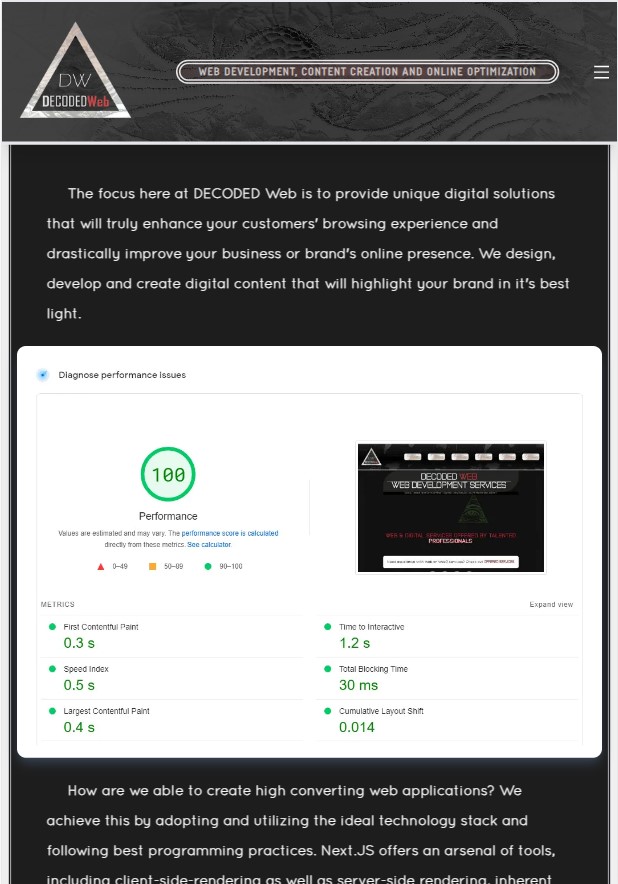 DW
DECODEDWeb
WEB DEVELOPMENT, CONTENT CREATION AND ONLINE OPTIMIZATION
The focus here at DECODED Web is to provide unique digital solutions
that will truly enhance your customers' browsing experience and
drastically improve your business or brand's online presence. We design,
develop and create digital content that will highlight your brand in it's best
light.
Diagnose performance issues
100
Performance
Values are estimated and may vary. The performance score is calculated
directly from these metrics. See calculator.
0–49
50–89
90–100
DECODED WEB
WEB DEVELOPMENT SERVICES
WEB & DIGITAL SERVICES OFFERED BY TALENTED
PROFESSIONALS
METRICS
Expand view
First Contentful Paint
0.3 s
Time to Interactive
1.2 s
Speed Index
0.5 s
Total Blocking Time
30 ms
Largest Contentful Paint
0.4 s
Cumulative Layout Shift
0.014
How are we able to create high converting web applications? We
achieve this by adopting and utilizing the ideal technology stack and
following best programming practices. Next.JS offers an arsenal of tools,
including client-side-rendering as well as server-side rendering, inherent